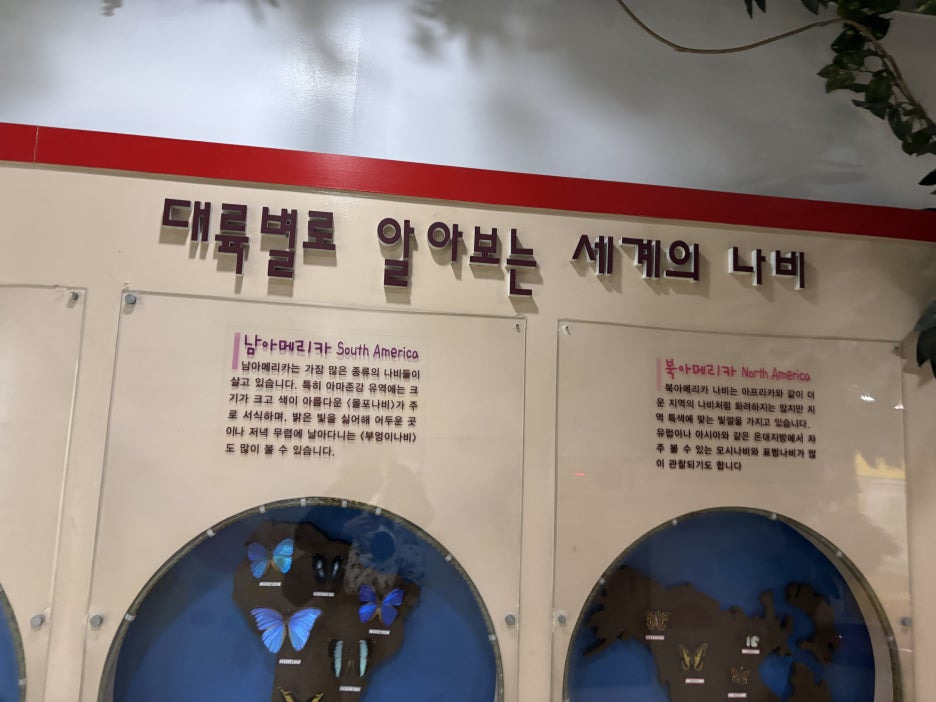 대륙별로 알아보는 세계의 나비
남아메리카 South America
남아메리카는 가장 많은 종류의 나비들이
살고 있습니다. 특히 아마존강 유역에는 크
기가 크고 색이 아름다운 <몰포나비>가 주
로 서식하며, 밝은 빛을 싫어해 어두운 곳
이나 저녁 무렵에 날아다니는 <부엉이나비>
도 많이 볼 수 있습니다.
북아메리카 North America
북아메리카 나비는 아프리카와 같이 더
운 지역의 나비처럼 화려하지는 않지만 지
역 특색에 맞는 빛깔을 가지고 있습니다.
유럽이나 아시아와 같은 온대지방에서 자
주 볼 수 있는 모시나비와 표범나비가 많
이 관찰되기도 합니다